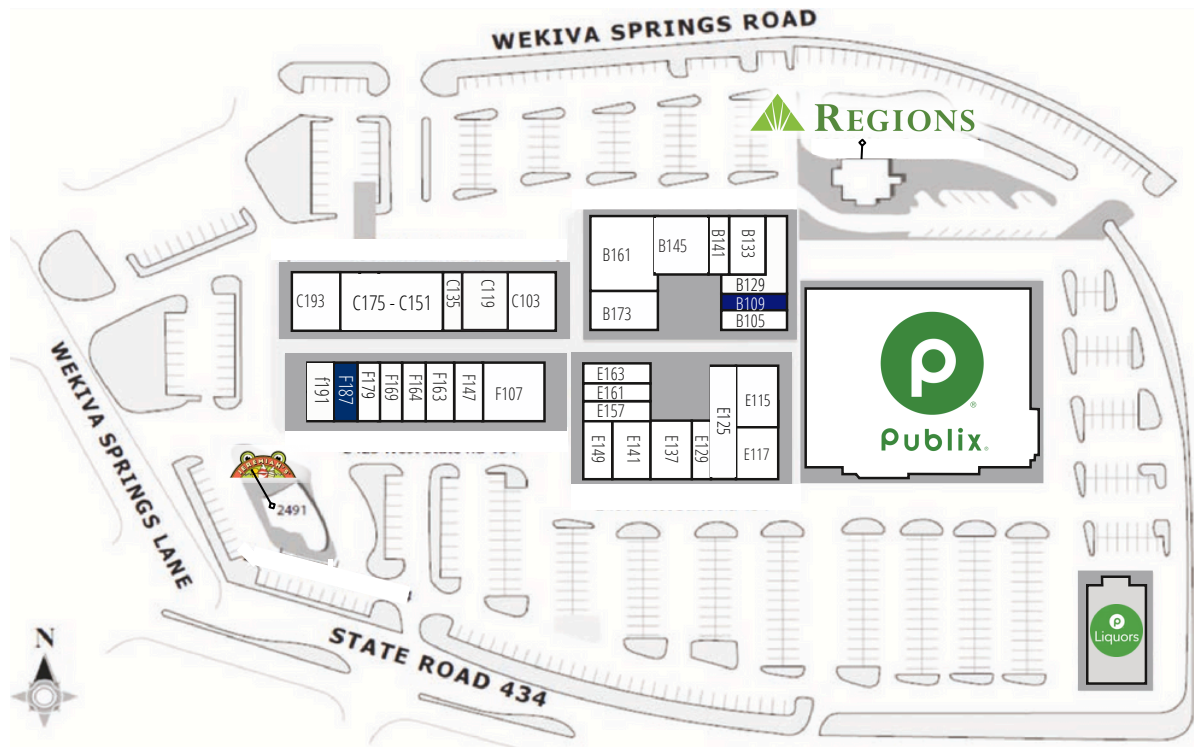 WEKIVA SPRINGS ROAD
REGIONS
B161
B145
B141
B133
B129
B109
B105
B173
C193
C175 - C151
C135
C119
C103
f191
F187
F179
F169
F164
F163
F147
F107
E163
E161
E157
E149
E141
E137
E129
E125
E115
E117
P
Publix
WEKIVA SPRINGS LANE
JEREMIAH'S
2491
STATE ROAD 434
N
P
Liquors